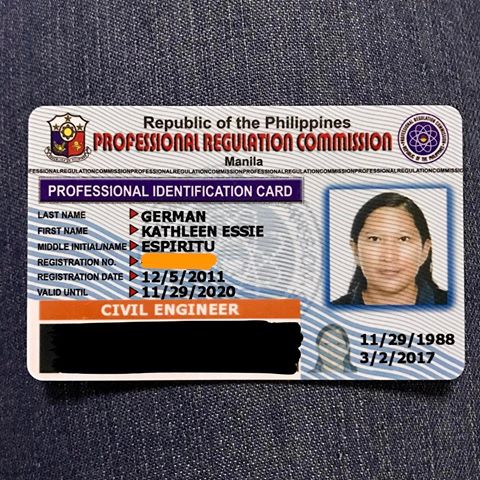 Republic of the Philippines
PROFESSIONAL REGULATION COMMISSION
Manila
PROFESSIONAL IDENTIFICATION CARD
LAST NAME GERMAN
FIRST NAME KATHLEEN ESSIE
MIDDLE INITIAL/NAME ESPIRITU
REGISTRATION NO.
REGISTRATION DATE 12/5/2011
VALID UNTIL 11/29/2020
CIVIL ENGINEER
11/29/1988
3/2/2017